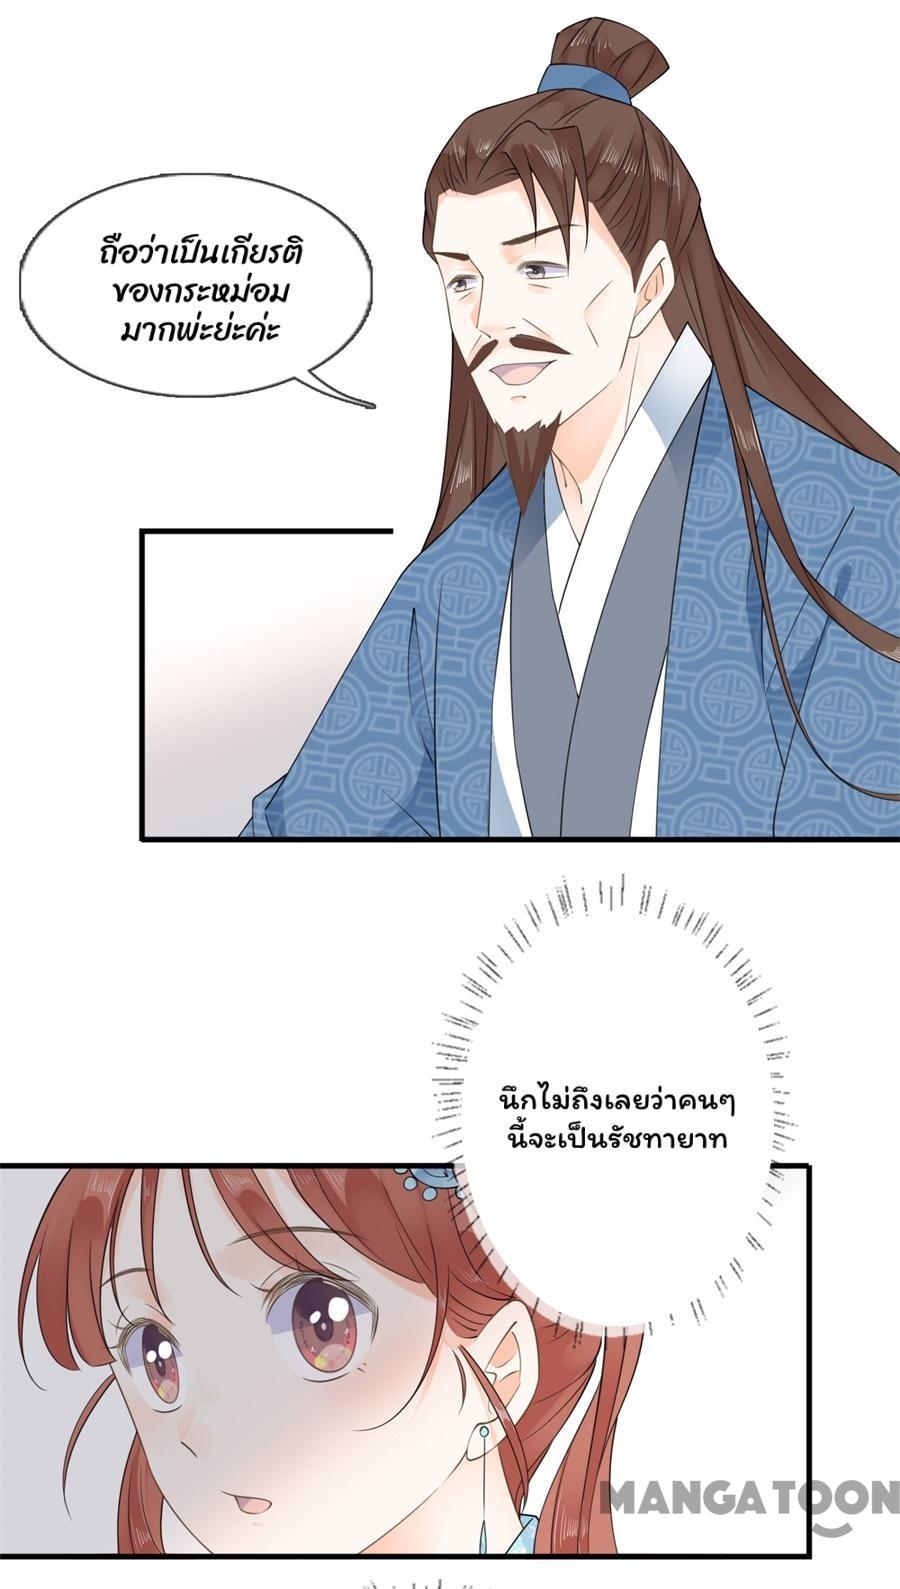 ถือว่าเป็นเกียรติ
ของกระหม่อม
มากพ่ะย่ะค่ะ
นึกไม่ถึงเลยว่าคนๆ
นี้จะเป็นรัชทายาท
MANGATOON